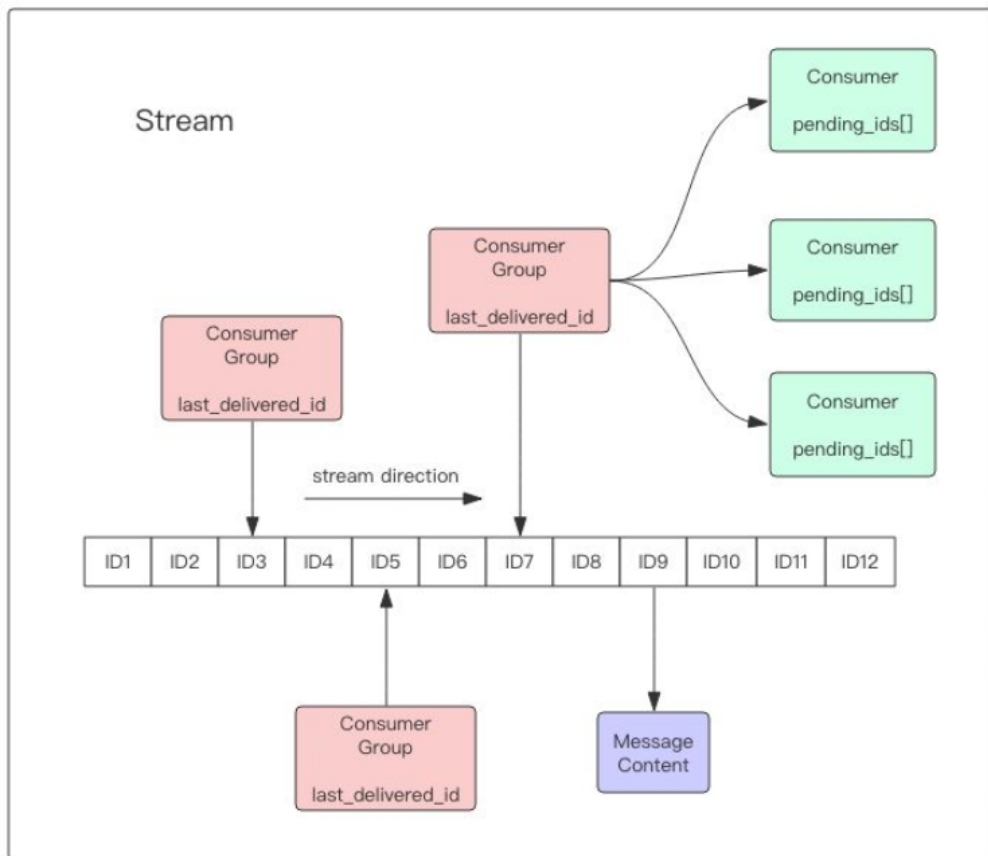 Stream
Consumer
pending_ids[]
Consumer
pending_ids[]
Consumer
pending_ids[]
Consumer
Group
last_delivered_id
Consumer
Group
last_delivered_id
stream direction
ID1 ID2 ID3 ID4 ID5 ID6 ID7 ID8 ID9 ID10 ID11 ID12
Consumer
Group
last_delivered_id
Message
Content